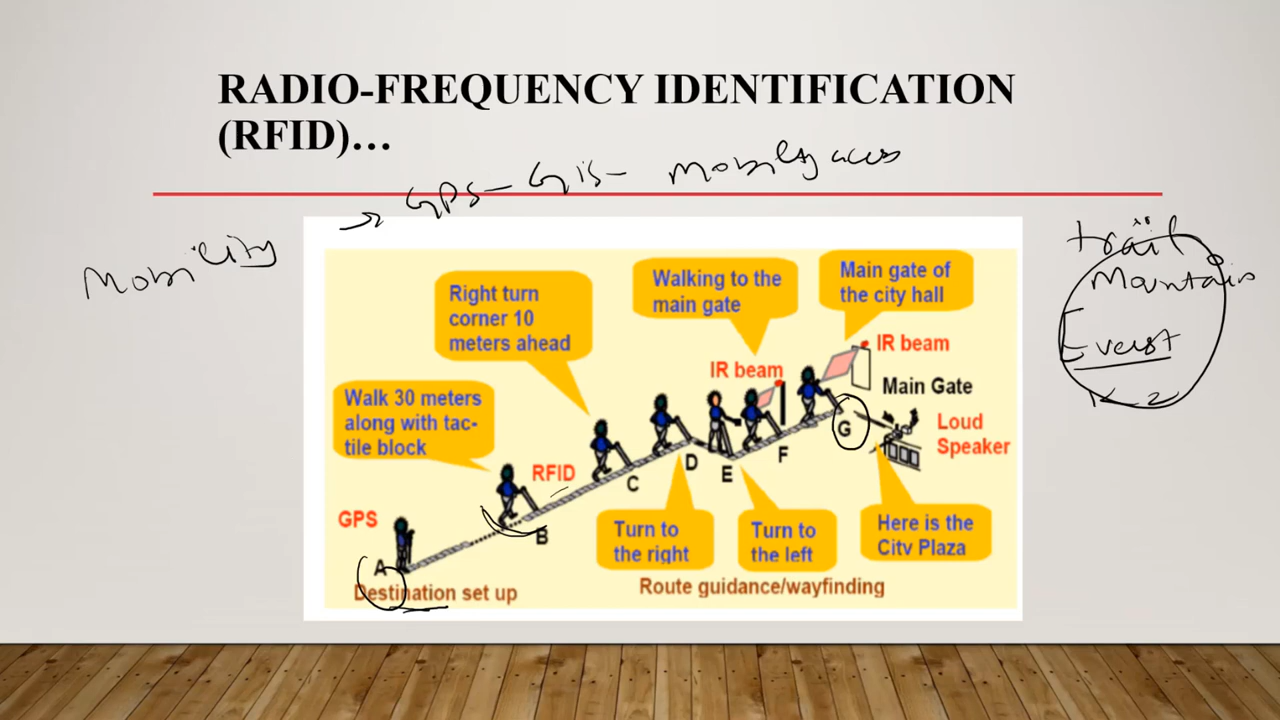 RADIO-FREQUENCY IDENTIFICATION
(RFID)…
GPS - GIS - Mobility
Mobility
trail
Mountain
Everest
K2
Right turn
corner 10
meters ahead
Walking to the
main gate
Main gate of
the city hall
IR beam
IR beam
Main Gate
Walk 30 meters
along with tac-
tile block
Loud
Speaker
RFID
GPS
A
B
C
D
E
F
G
Turn to
the right
Turn to
the left
Here is the
City Plaza
Destination set up
Route guidance/wayfinding